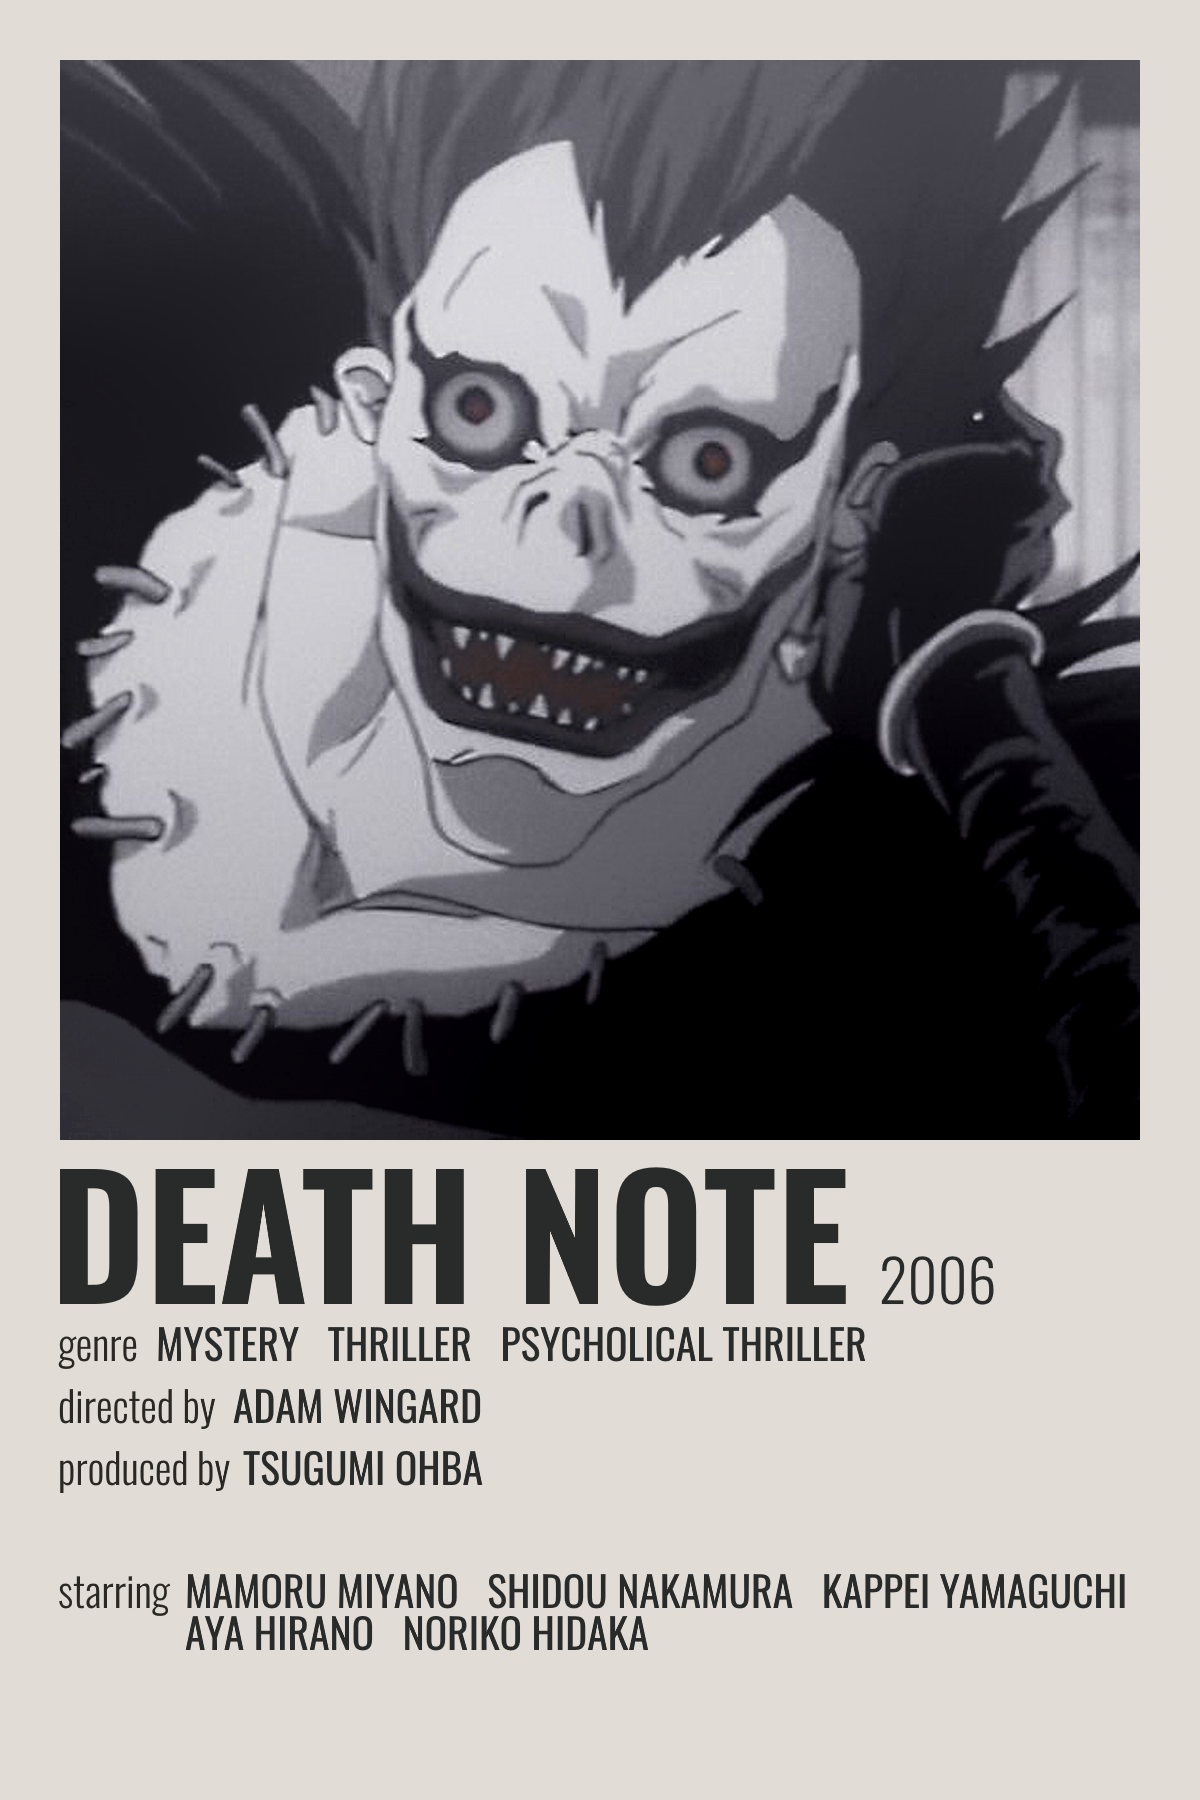 DEATH NOTE 2006
genre MYSTERY THRILLER PSYCHOLICAL THRILLER
directed by ADAM WINGARD
produced by TSUGUMI OHBA
starring MAMORU MIYANO SHIDOU NAKAMURA KAPPEI YAMAGUCHI
AYA HIRANO NORIKO HIDAKA